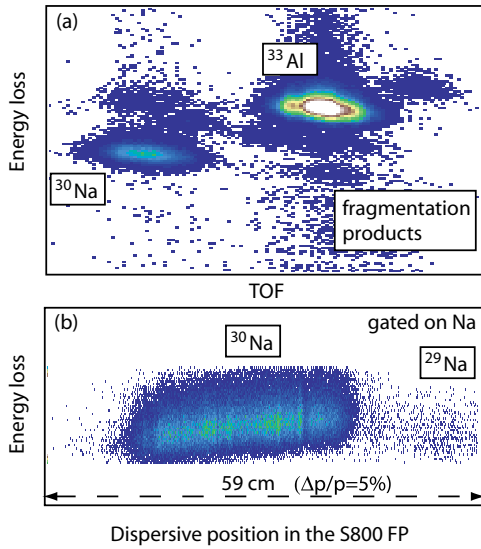 (a)
³³Al
Energy loss
³⁰Na
fragmentation
products
TOF
(b)
³⁰Na
gated on Na
²⁹Na
Energy loss
59 cm (Δp/p=5%)
Dispersive position in the S800 FP